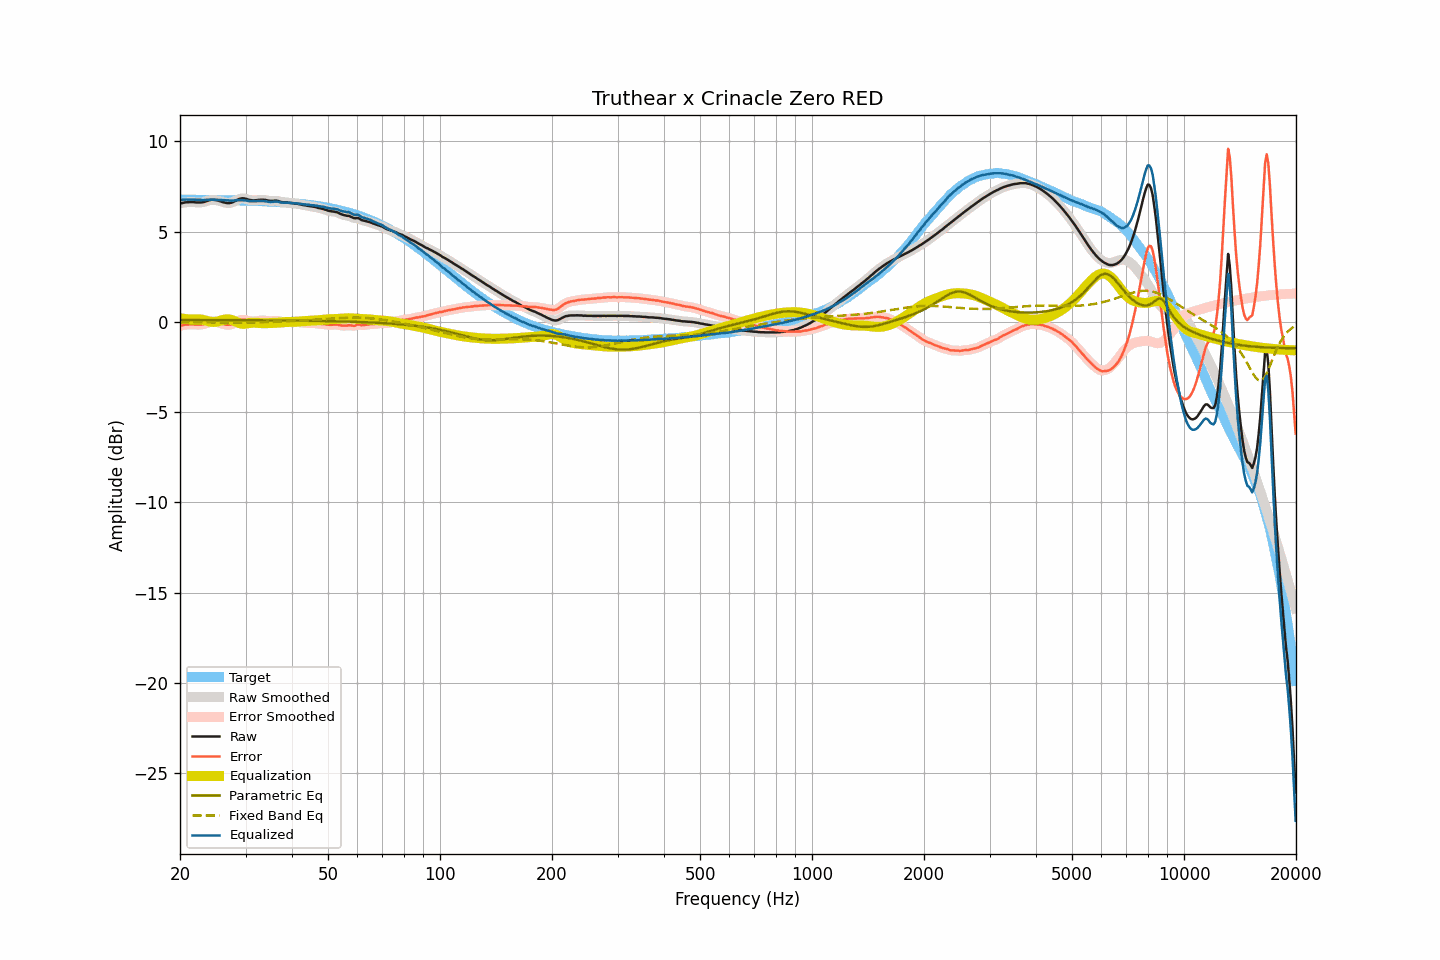 Truthear x Crinacle Zero RED
10
5
0
−5
−10
−15
−20
−25
Amplitude (dBr)
Target
Raw Smoothed
Error Smoothed
Raw
Error
Equalization
Parametric Eq
Fixed Band Eq
Equalized
20 50 100 200 500 1000 2000 5000 10000 20000
Frequency (Hz)